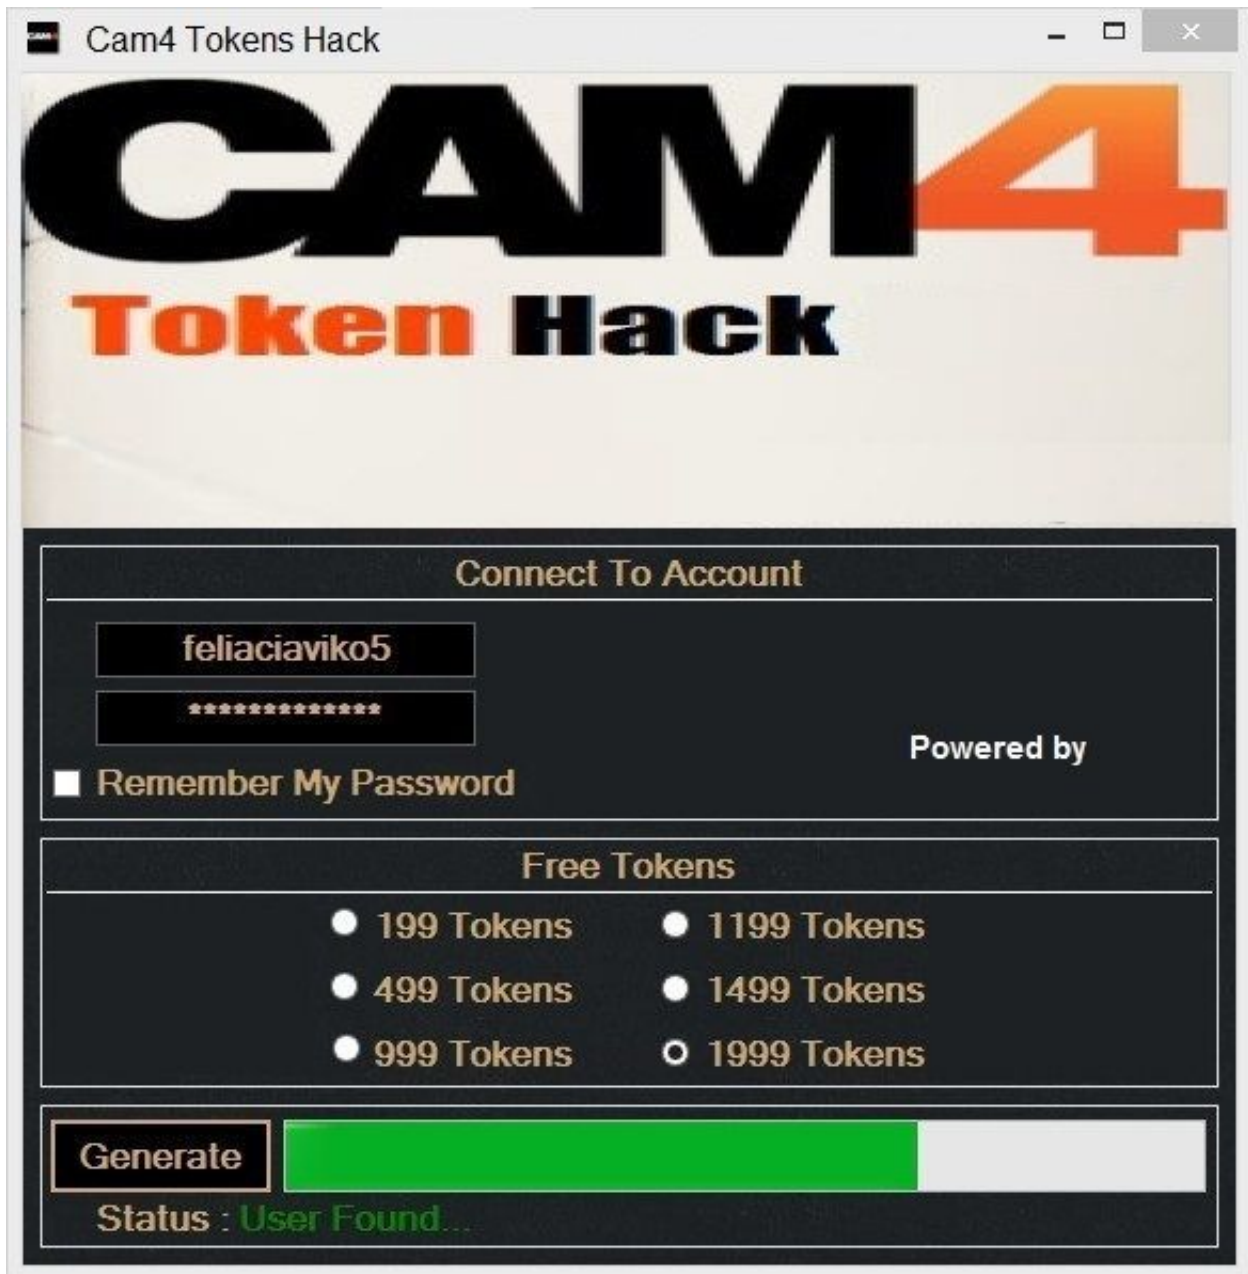 Cam4 Tokens Hack
CAM4
Token Hack
Connect To Account
feliaciaviko5
*************
Powered by
Remember My Password
Free Tokens
199 Tokens 1199 Tokens
499 Tokens 1499 Tokens
999 Tokens 1999 Tokens
Generate
Status : User Found...